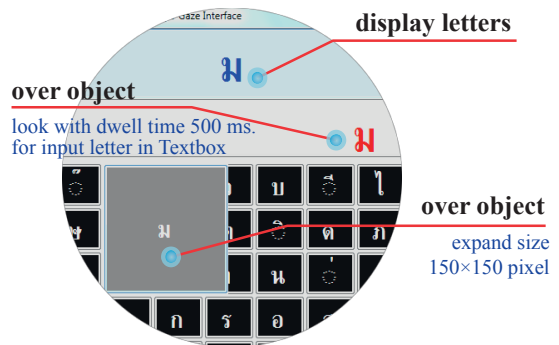 Gaze Interface
display letters
ม
over object
look with dwell time 500 ms.
for input letter in Textbox
ม
บ ี ไ
ม
over object
expand size
150×150 pixel
ิ ด ภ
น ่
ก ร อ